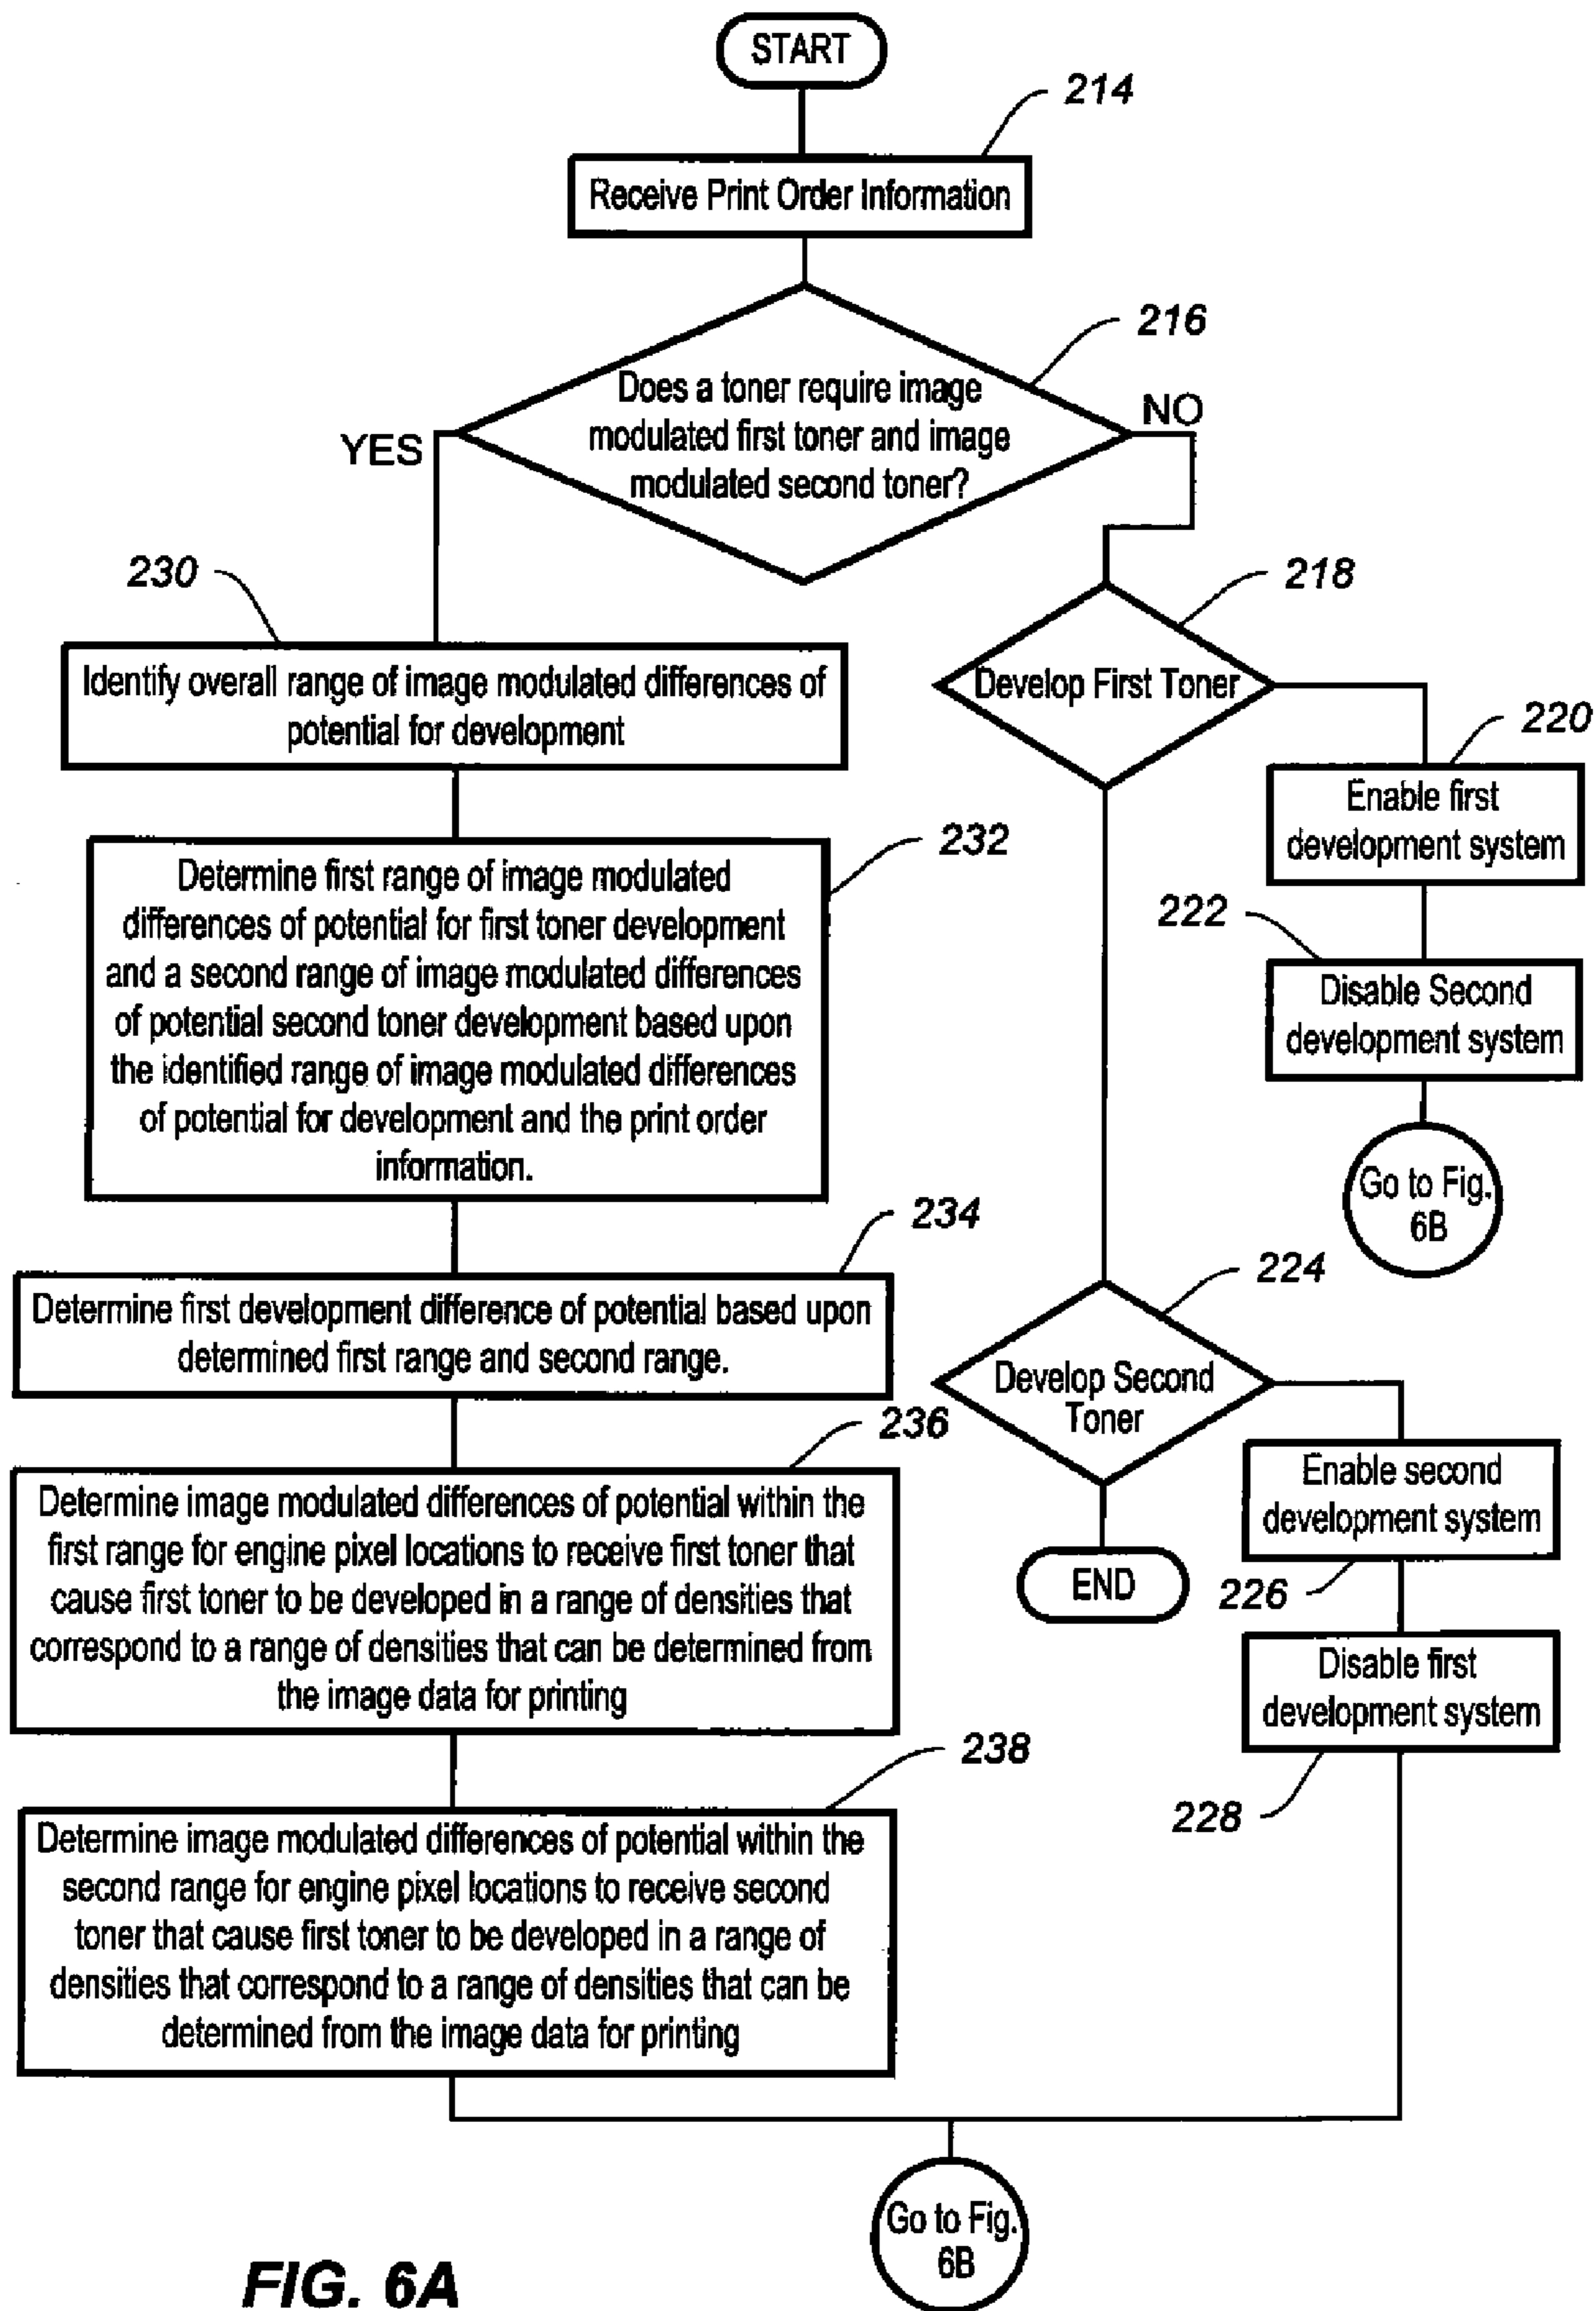 START
214
Receive Print Order Information
216
Does a toner require image
modulated first toner and image
modulated second toner?
YES
NO
230
218
Identify overall range of image modulated differences of
potential for development
Develop First Toner
220
Enable first
development system
232
Determine first range of image modulated
differences of potential for first toner development
and a second range of image modulated differences
of potential second toner development based upon
the identified range of image modulated differences
of potential for development and the print order
information.
222
Disable Second
development system
Go to Fig.
6B
234
Determine first development difference of potential based upon
determined first range and second range.
224
Develop Second
Toner
236
Determine image modulated differences of potential within the
first range for engine pixel locations to receive first toner that
cause first toner to be developed in a range of densities that
correspond to a range of densities that can be determined from
the image data for printing
Enable second
development system
END
226
Disable first
development system
228
238
Determine image modulated differences of potential within the
second range for engine pixel locations to receive second
toner that cause first toner to be developed in a range of
densities that correspond to a range of densities that can be
determined from the image data for printing
Go to Fig.
6B
FIG. 6A